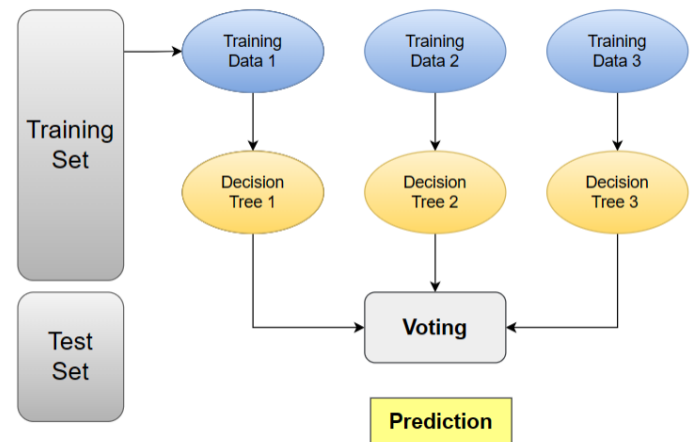 Training
Set
Training
Data 1
Training
Data 2
Training
Data 3
Decision
Tree 1
Decision
Tree 2
Decision
Tree 3
Test
Set
Voting
Prediction